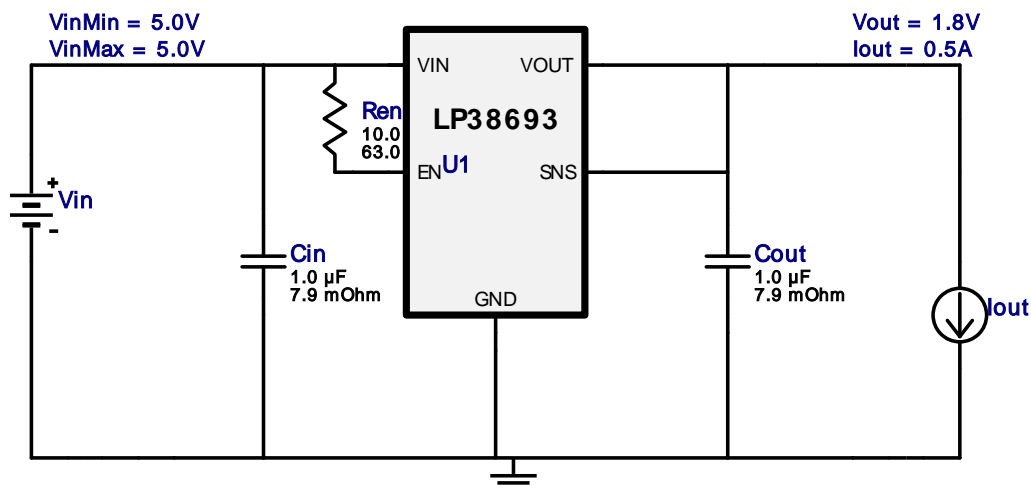 VinMin = 5.0V
VinMax = 5.0V
Vout = 1.8V
Iout = 0.5A
VIN
VOUT
Ren
10.0
63.0
LP38693
EN
U1
SNS
+
Vin
-
Cin
1.0 µF
7.9 mOhm
Cout
1.0 µF
7.9 mOhm
GND
Iout